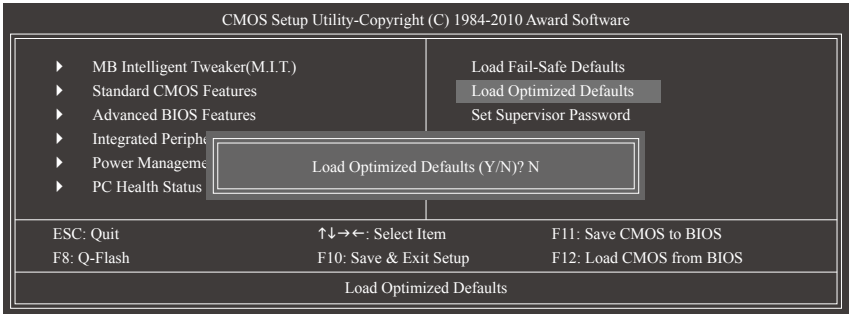 CMOS Setup Utility-Copyright (C) 1984-2010 Award Software
MB Intelligent Tweaker(M.I.T.)
Standard CMOS Features
Advanced BIOS Features
Integrated Periphe
Power Manageme
PC Health Status
Load Fail-Safe Defaults
Load Optimized Defaults
Set Supervisor Password
Load Optimized Defaults (Y/N)? N
ESC: Quit
↑↓→←: Select Item
F11: Save CMOS to BIOS
F8: Q-Flash
F10: Save & Exit Setup
F12: Load CMOS from BIOS
Load Optimized Defaults